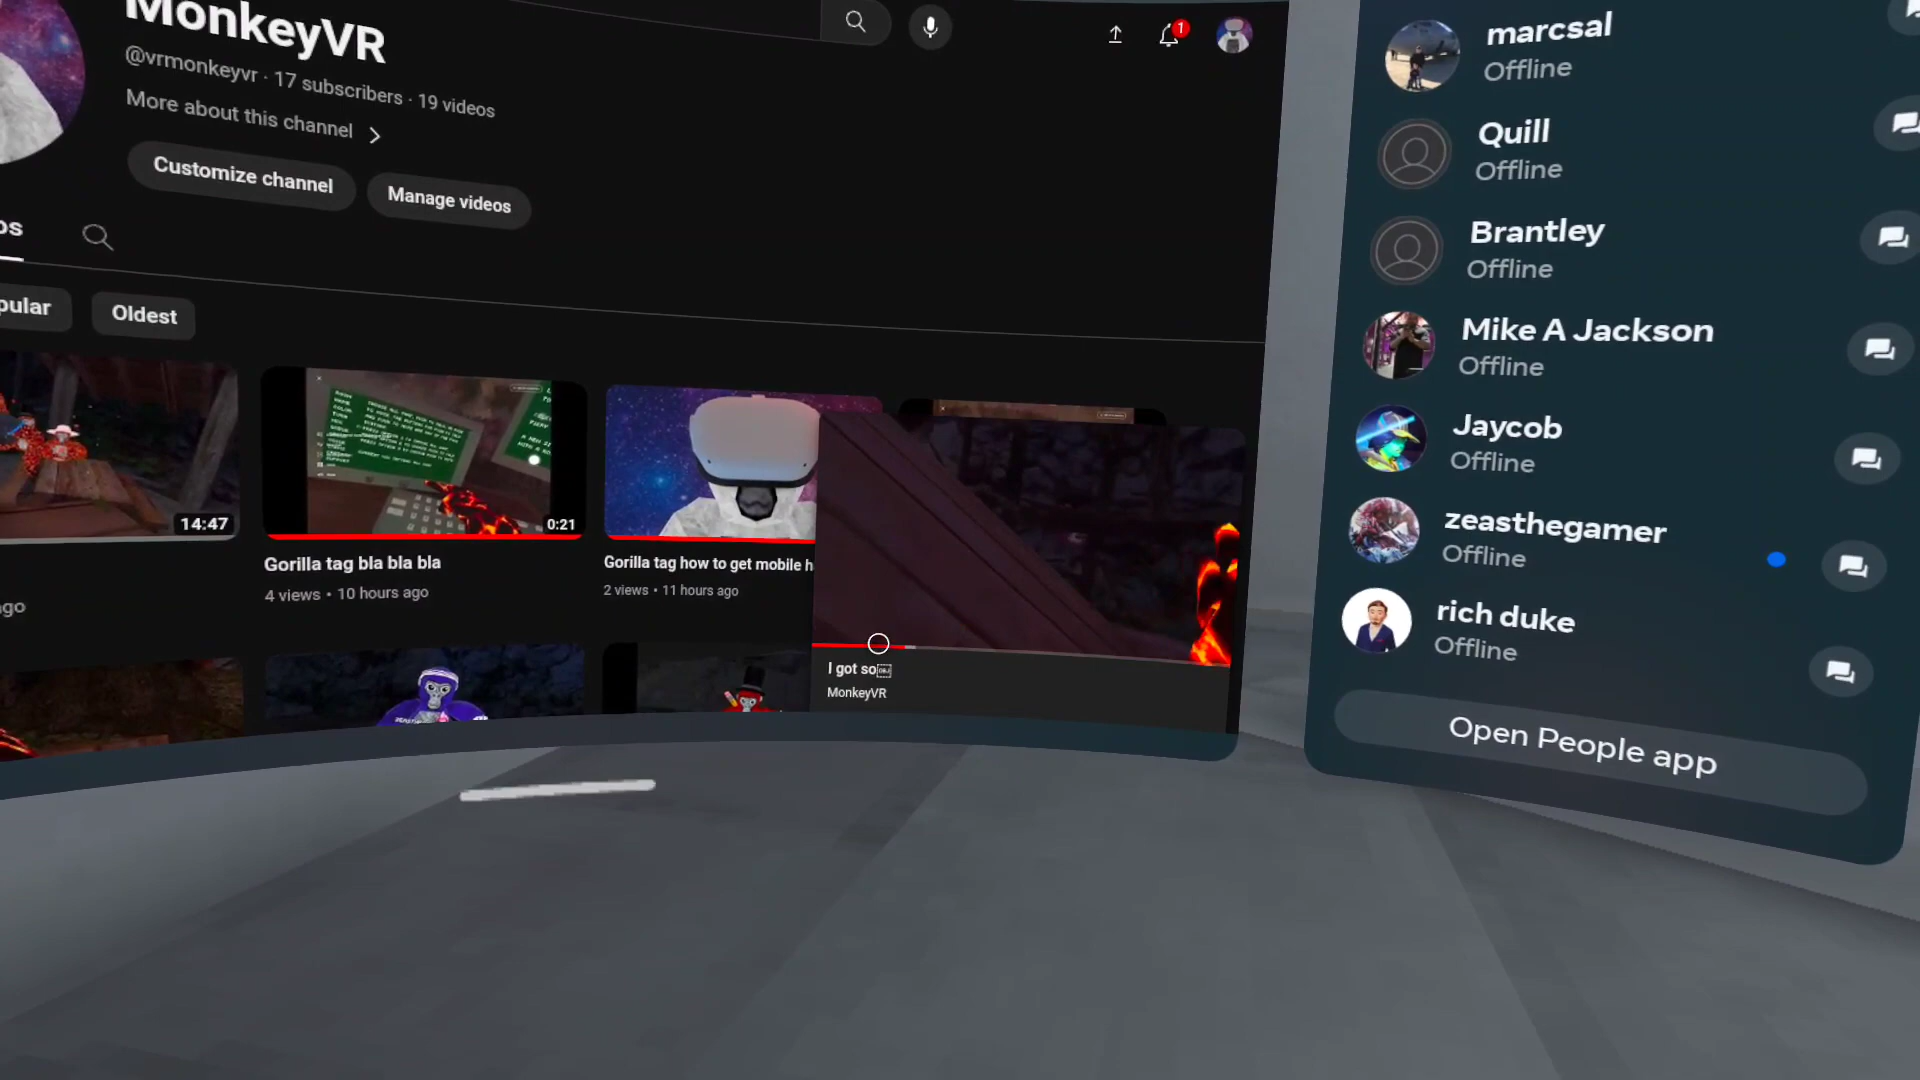 MonkeyVR
@vrmonkeyvr · 17 subscribers · 19 videos
More about this channel
Customize channel
Manage videos
Oldest
14:47
0:21
Gorilla tag bla bla bla
4 views • 10 hours ago
Gorilla tag how to get mobile
2 views • 11 hours ago
I got so
MonkeyVR
1
marcsal
Offline
Quill
Offline
Brantley
Offline
Mike A Jackson
Offline
Jaycob
Offline
zeasthegamer
Offline
rich duke
Offline
Open People app